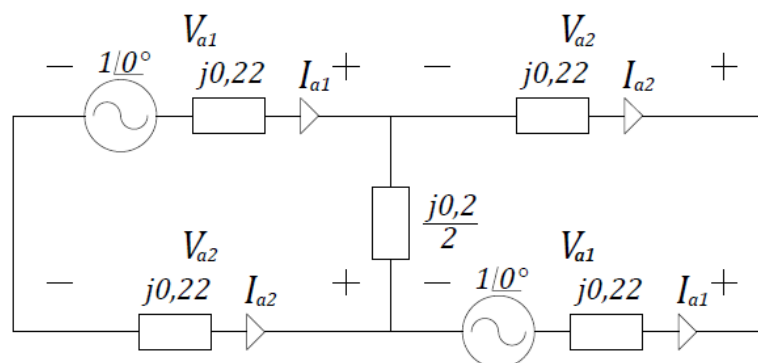 V_a1 V_a2
− 1∠0° j0,22 I_a1 + − j0,22 I_a2 +
j0,2
2
V_a2 V_a1
− j0,22 I_a2 + − 1∠0° j0,22 I_a1 +